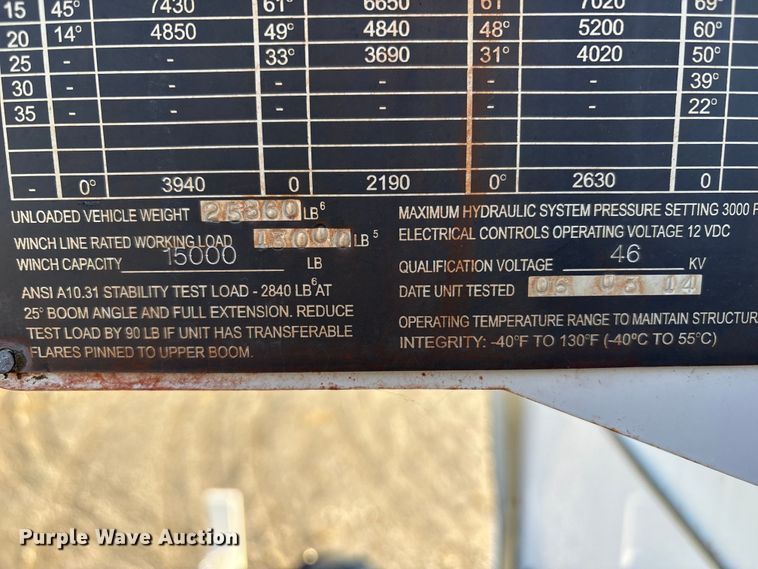 15 45° 7430 61° 6650 61 7020 69°
20 14° 4850 49° 4840 48° 5200 60°
25 - - 33° 3690 31° 4020 50°
30 - - - - - - 39°
35 - - - - - - 22°
- 0° 3940 0 2190 0° 2630 0
UNLOADED VEHICLE WEIGHT 25860 LB6
MAXIMUM HYDRAULIC SYSTEM PRESSURE SETTING 3000
WINCH LINE RATED WORKING LOAD LB5
ELECTRICAL CONTROLS OPERATING VOLTAGE 12 VDC
WINCH CAPACITY 15000 LB
QUALIFICATION VOLTAGE 46 KV
DATE UNIT TESTED 14
ANSI A10.31 STABILITY TEST LOAD - 2840 LB6 AT
25° BOOM ANGLE AND FULL EXTENSION. REDUCE
TEST LOAD BY 90 LB IF UNIT HAS TRANSFERABLE
FLARES PINNED TO UPPER BOOM.
OPERATING TEMPERATURE RANGE TO MAINTAIN STRUCTUR
INTEGRITY: -40°F TO 130°F (-40°C TO 55°C)
Purple Wave Auction®